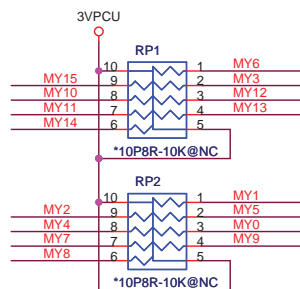 3VPCU
RP1
10 1 MY6
MY15 9 2 MY3
MY10 8 3 MY12
MY11 7 4 MY13
MY14 6 5
*10P8R-10K@NC
RP2
10 1 MY1
MY2 9 2 MY5
MY4 8 3 MY0
MY7 7 4 MY9
MY8 6 5
*10P8R-10K@NC